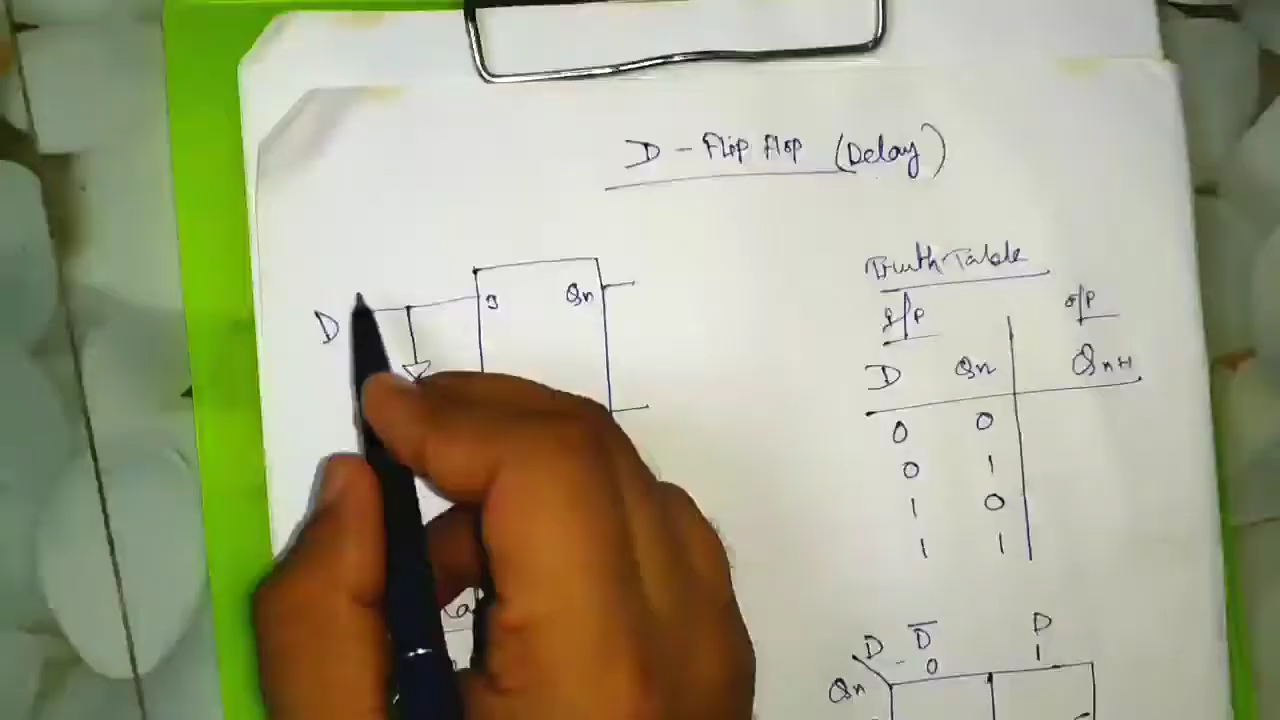 D - Flip Flop (Delay)
Truth Table
I/P O/P
D Qn Qn+1
0 0
0 1
1 0
1 1
D
J Qn
D D̅ D
Qn 0 1